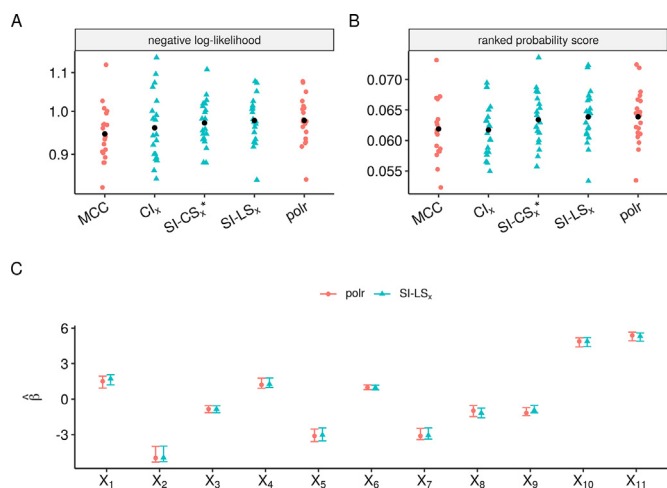 A
negative log-likelihood
1.1
1.0
0.9
MCC
CIₓ
SI-CSₓ*
SI-LSₓ
polr
B
ranked probability score
0.070
0.065
0.060
0.055
MCC
CIₓ
SI-CSₓ*
SI-LSₓ
polr
C
polr SI-LSₓ
β̂
6
3
0
-3
X₁ X₂ X₃ X₄ X₅ X₆ X₇ X₈ X₉ X₁₀ X₁₁